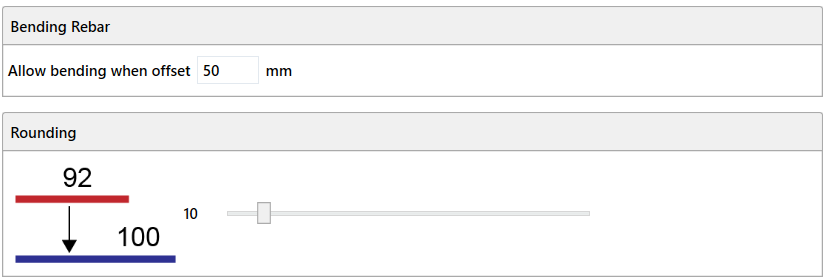 Bending Rebar
Allow bending when offset 50 mm
Rounding
92
10
100